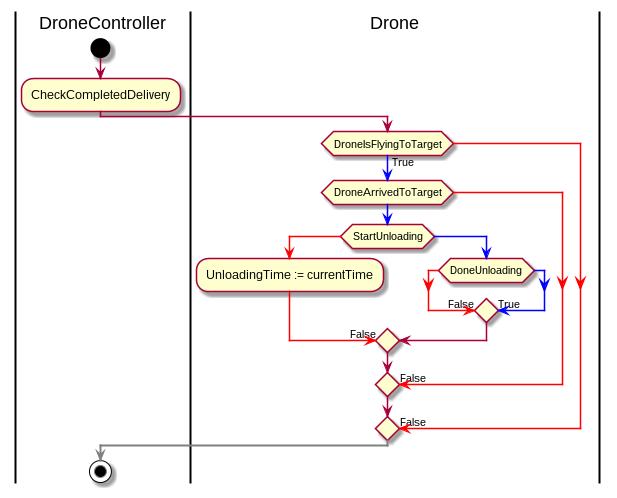 DroneController
Drone
CheckCompletedDelivery
DroneIsFlyingToTarget
True
DroneArrivedToTarget
StartUnloading
UnloadingTime := currentTime
DoneUnloading
False
True
False
False
False